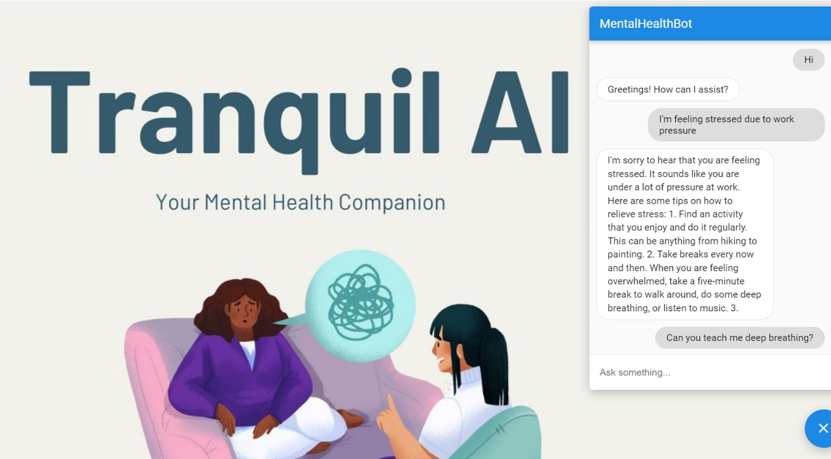 Tranquil AI
Your Mental Health Companion
MentalHealthBot
Hi
Greetings! How can I assist?
I'm feeling stressed due to work
pressure
I'm sorry to hear that you are feeling
stressed. It sounds like you are
under a lot of pressure at work.
Here are some tips on how to
relieve stress: 1. Find an activity
that you enjoy and do it regularly.
This can be anything from hiking to
painting. 2. Take breaks every now
and then. When you are feeling
overwhelmed, take a five-minute
break to walk around, do some deep
breathing, or listen to music. 3.
Can you teach me deep breathing?
Ask something...